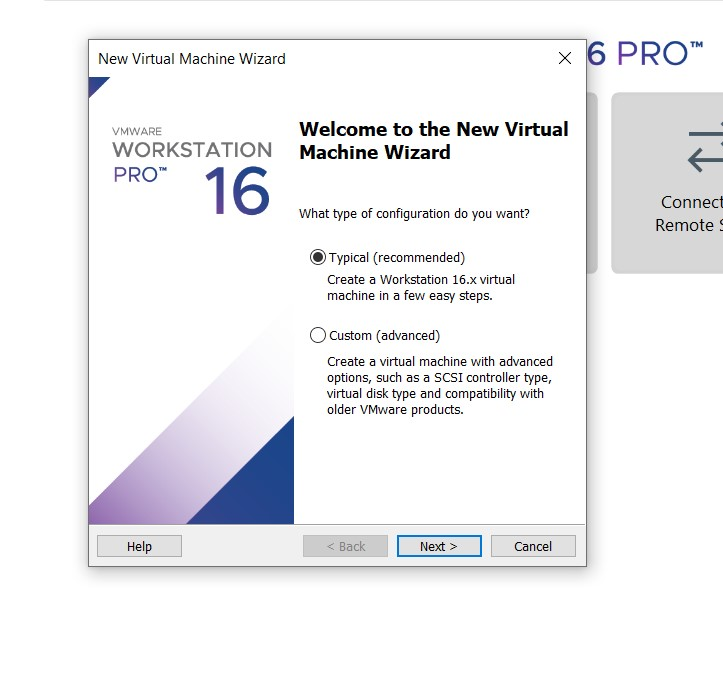 New Virtual Machine Wizard
6 PRO™
VMWARE
WORKSTATION
PRO™ 16
Welcome to the New Virtual
Machine Wizard
What type of configuration do you want?
Typical (recommended)
Create a Workstation 16.x virtual
machine in a few easy steps.
Custom (advanced)
Create a virtual machine with advanced
options, such as a SCSI controller type,
virtual disk type and compatibility with
older VMware products.
Connect
Remote S
Help
< Back
Next >
Cancel